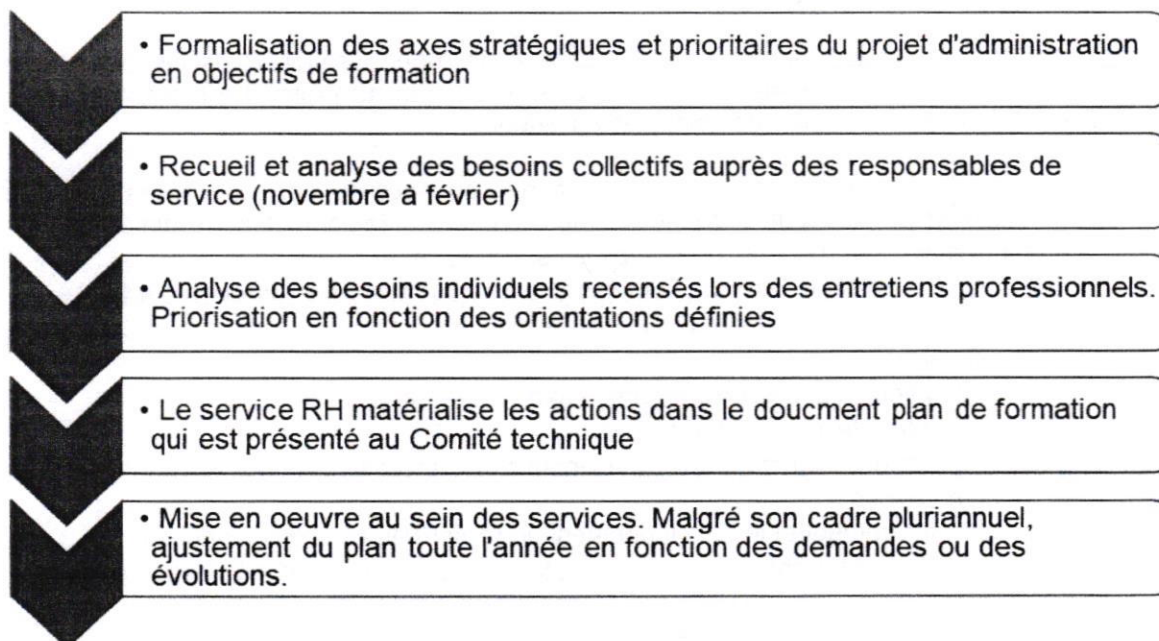 • Formalisation des axes stratégiques et prioritaires du projet d'administration
en objectifs de formation
• Recueil et analyse des besoins collectifs auprès des responsables de
service (novembre à février)
• Analyse des besoins individuels recensés lors des entretiens professionnels.
Priorisation en fonction des orientations définies
• Le service RH matérialise les actions dans le doucment plan de formation
qui est présenté au Comité technique
• Mise en oeuvre au sein des services. Malgré son cadre pluriannuel,
ajustement du plan toute l'année en fonction des demandes ou des
évolutions.